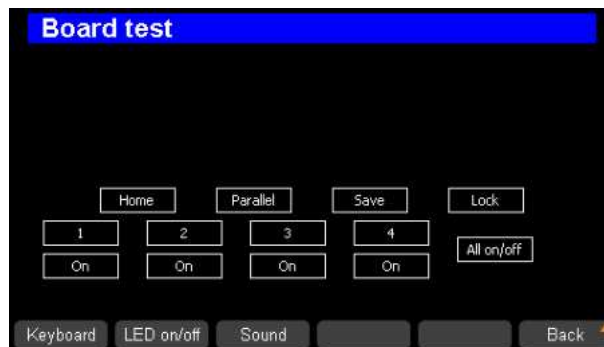 Board test
Home Parallel Save Lock
1 2 3 4
All on/off
On On On On
Keyboard LED on/off Sound Back